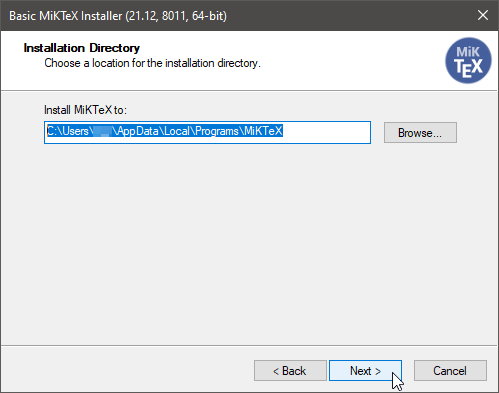 Basic MiKTeX Installer (21.12, 8011, 64-bit)
Installation Directory
Choose a location for the installation directory.
MiK
TEX
Install MiKTeX to:
C:\Users\ \AppData\Local\Programs\MiKTeX
Browse...
< Back
Next >
Cancel